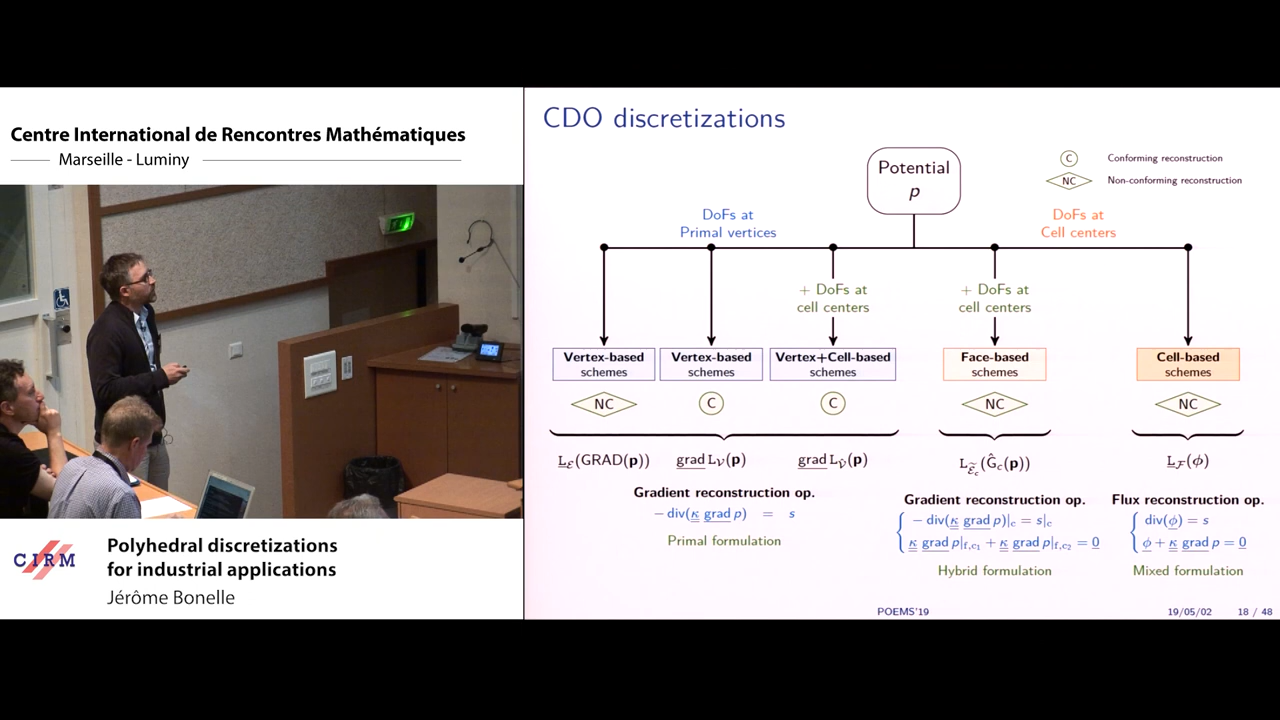 Centre International de Rencontres Mathématiques
Marseille - Luminy
CIRM
Polyhedral discretizations
for industrial applications
Jérôme Bonelle
CDO discretizations
Potential
p
C Conforming reconstruction
NC Non-conforming reconstruction
DoFs at
Primal vertices
DoFs at
Cell centers
+ DoFs at
cell centers
+ DoFs at
cell centers
Vertex-based
schemes
Vertex-based
schemes
Vertex+Cell-based
schemes
Face-based
schemes
Cell-based
schemes
NC
C
C
NC
NC
L_ℰ(GRAD(p))
grad L_𝒱(p)
grad L_𝒱̂(p)
L_ℰ̃c(Ĝc(p))
L_ℱ(ϕ)
Gradient reconstruction op.
− div(κ grad p) = s
Primal formulation
Gradient reconstruction op.
− div(κ grad p)|c = s|c
κ grad p|f,c₁ + κ grad p|f,c₂ = 0
Hybrid formulation
Flux reconstruction op.
div(ϕ) = s
ϕ + κ grad p = 0
Mixed formulation
POEMS'19
19/05/02
18 / 48